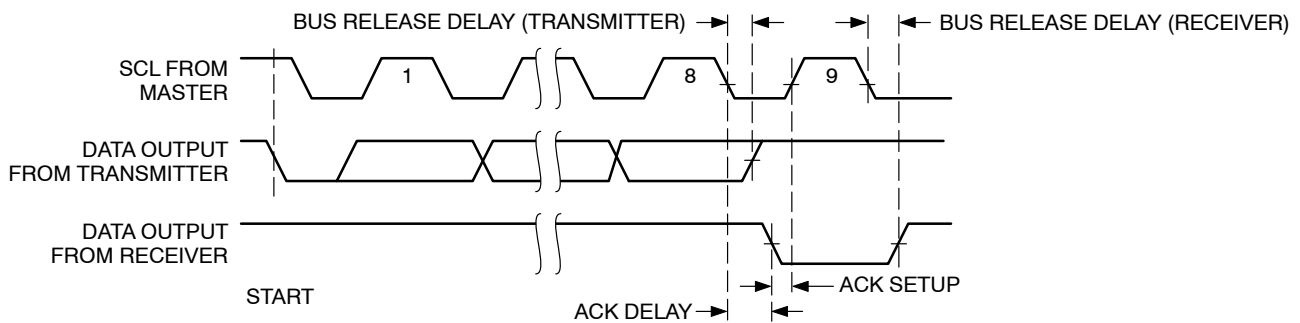 BUS RELEASE DELAY (TRANSMITTER)
BUS RELEASE DELAY (RECEIVER)
SCL FROM
MASTER
1
8
9
DATA OUTPUT
FROM TRANSMITTER
DATA OUTPUT
FROM RECEIVER
START
ACK SETUP
ACK DELAY